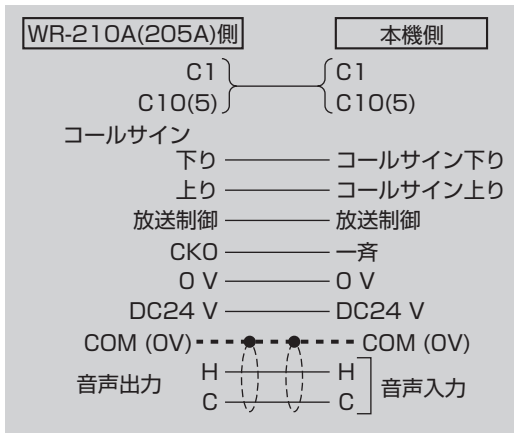 WR-210A(205A)側 本機側
C1 C1
C10(5) C10(5)
コールサイン
下り コールサイン下り
上り コールサイン上り
放送制御 放送制御
CKO 一斉
0 V 0 V
DC24 V DC24 V
COM (0V) COM (0V)
音声出力 H H 音声入力
C C